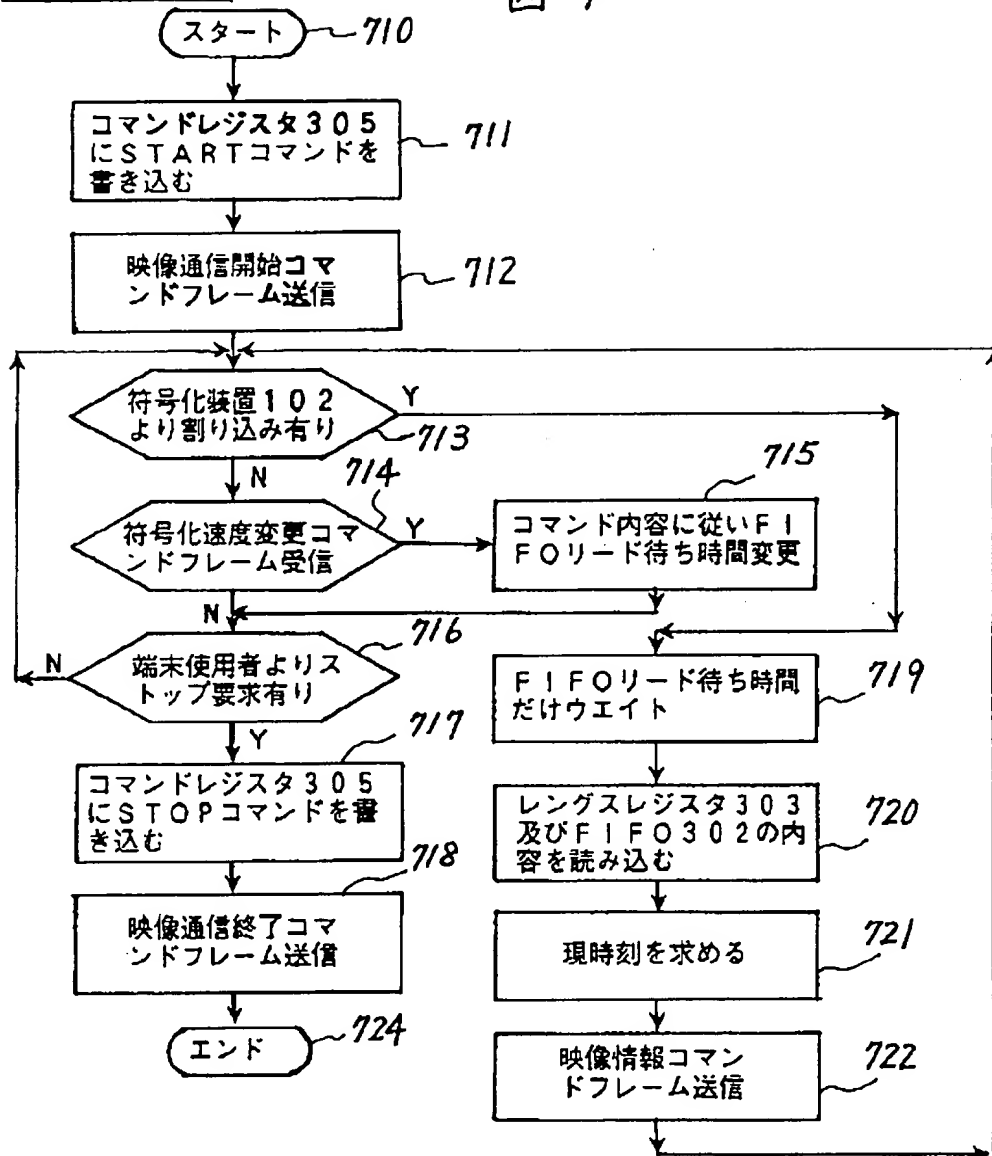 スタート
710
コマンドレジスタ305
にSTARTコマンドを
書き込む
711
映像通信開始コマ
ンドフレーム送信
712
符号化装置102
より割り込み有り
Y
713
N
714
符号化速度変更コマ
ンドフレーム受信
Y
715
コマンド内容に従いFI
FOリード待ち時間変更
N
716
端末使用者よりス
トップ要求有り
N
Y
717
コマンドレジスタ305
にSTOPコマンドを書
き込む
718
映像通信終了コマ
ンドフレーム送信
エンド
724
FIFOリード待ち時間
だけウエイト
719
レングスレジスタ303
及びFIFO302の内
容を読み込む
720
現時刻を求める
721
映像情報コマン
ドフレーム送信
722